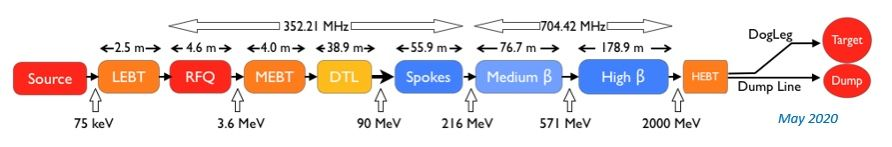 352.21 MHz 704.42 MHz
2.5 m 4.6 m 4.0 m 38.9 m 55.9 m 76.7 m 178.9 m
DogLeg
Target
Source LEBT RFQ MEBT DTL Spokes Medium β High β HEBT
Dump
Dump Line
75 keV 3.6 MeV 90 MeV 216 MeV 571 MeV 2000 MeV
May 2020